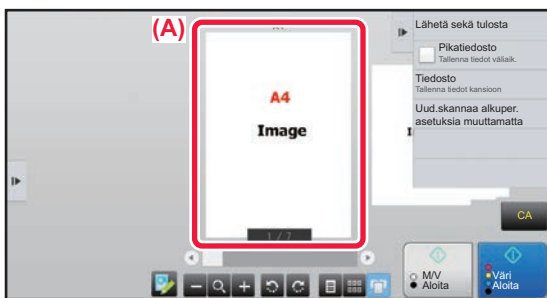 (A)
A4
Image
1 / 7
Lähetä sekä tulosta
Pikatiedosto
Tallenna tiedot väliaik.
Tiedosto
Tallenna tiedot kansioon
Uud.skannaa alkuper.
asetuksia muuttamatta
CA
M/V
Aloita
Väri
Aloita